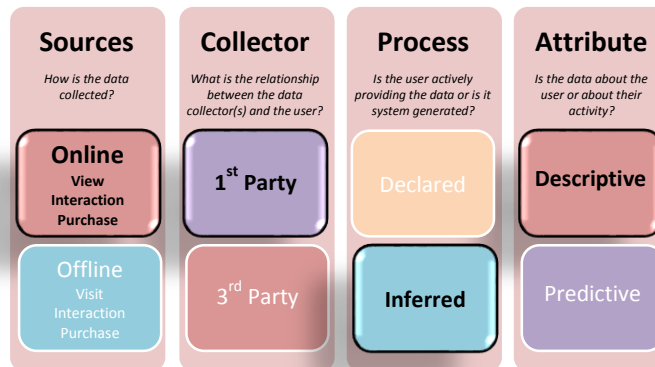 Sources
How is the data
collected?
Online
View
Interaction
Purchase
Offline
Visit
Interaction
Purchase
Collector
What is the relationship
between the data
collector(s) and the user?
1st Party
3rd Party
Process
Is the user actively
providing the data or is it
system generated?
Declared
Inferred
Attribute
Is the data about the
user or about their
activity?
Descriptive
Predictive